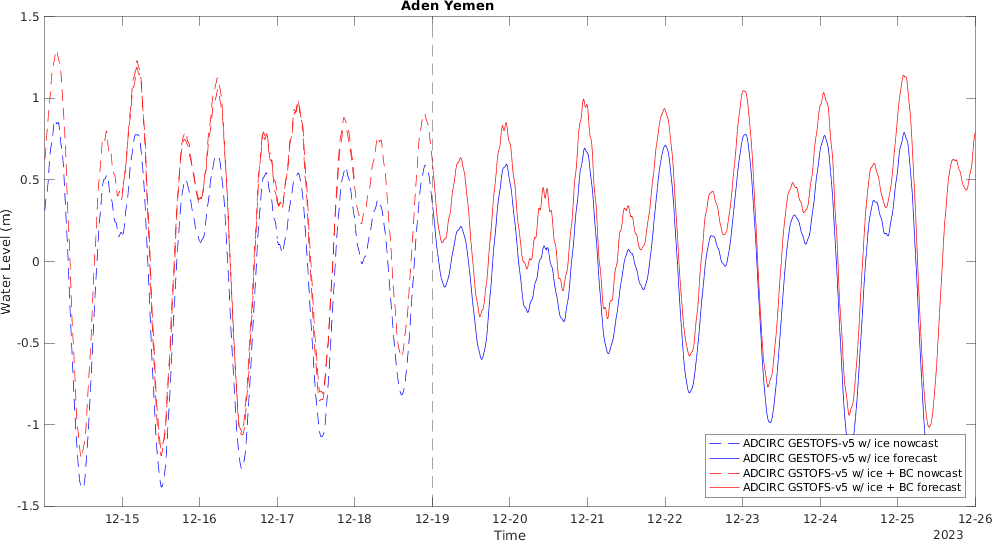 Aden Yemen
1.5
1
0.5
0
-0.5
-1
-1.5
Water Level (m)
12-15
12-16
12-17
12-18
12-19
12-20
12-21
12-22
12-23
12-24
12-25
12-26
Time
2023
ADCIRC GESTOFS-v5 w/ ice nowcast
ADCIRC GESTOFS-v5 w/ ice forecast
ADCIRC GSTOFS-v5 w/ ice + BC nowcast
ADCIRC GSTOFS-v5 w/ ice + BC forecast